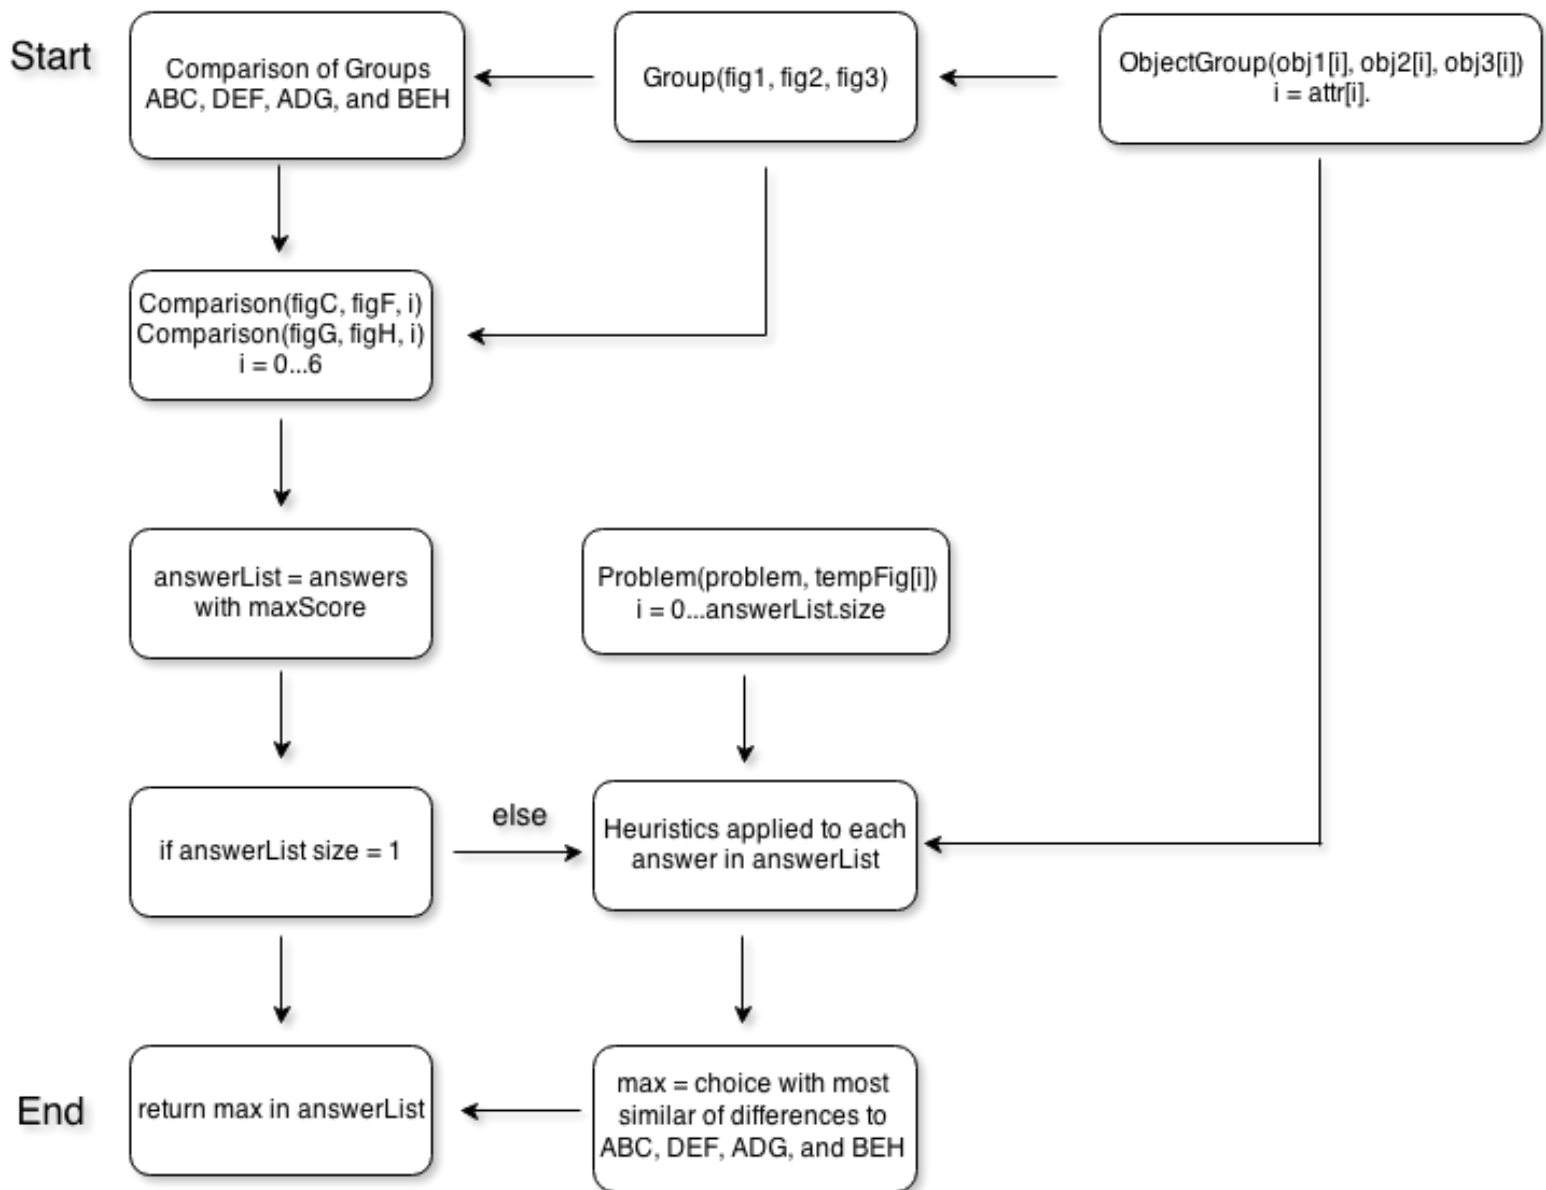 Start
Comparison of Groups
ABC, DEF, ADG, and BEH
Group(fig1, fig2, fig3)
ObjectGroup(obj1[i], obj2[i], obj3[i])
i = attr[i].
Comparison(figC, figF, i)
Comparison(figG, figH, i)
i = 0...6
answerList = answers
with maxScore
Problem(problem, tempFig[i])
i = 0...answerList.size
if answerList size = 1
else
Heuristics applied to each
answer in answerList
End
return max in answerList
max = choice with most
similar of differences to
ABC, DEF, ADG, and BEH